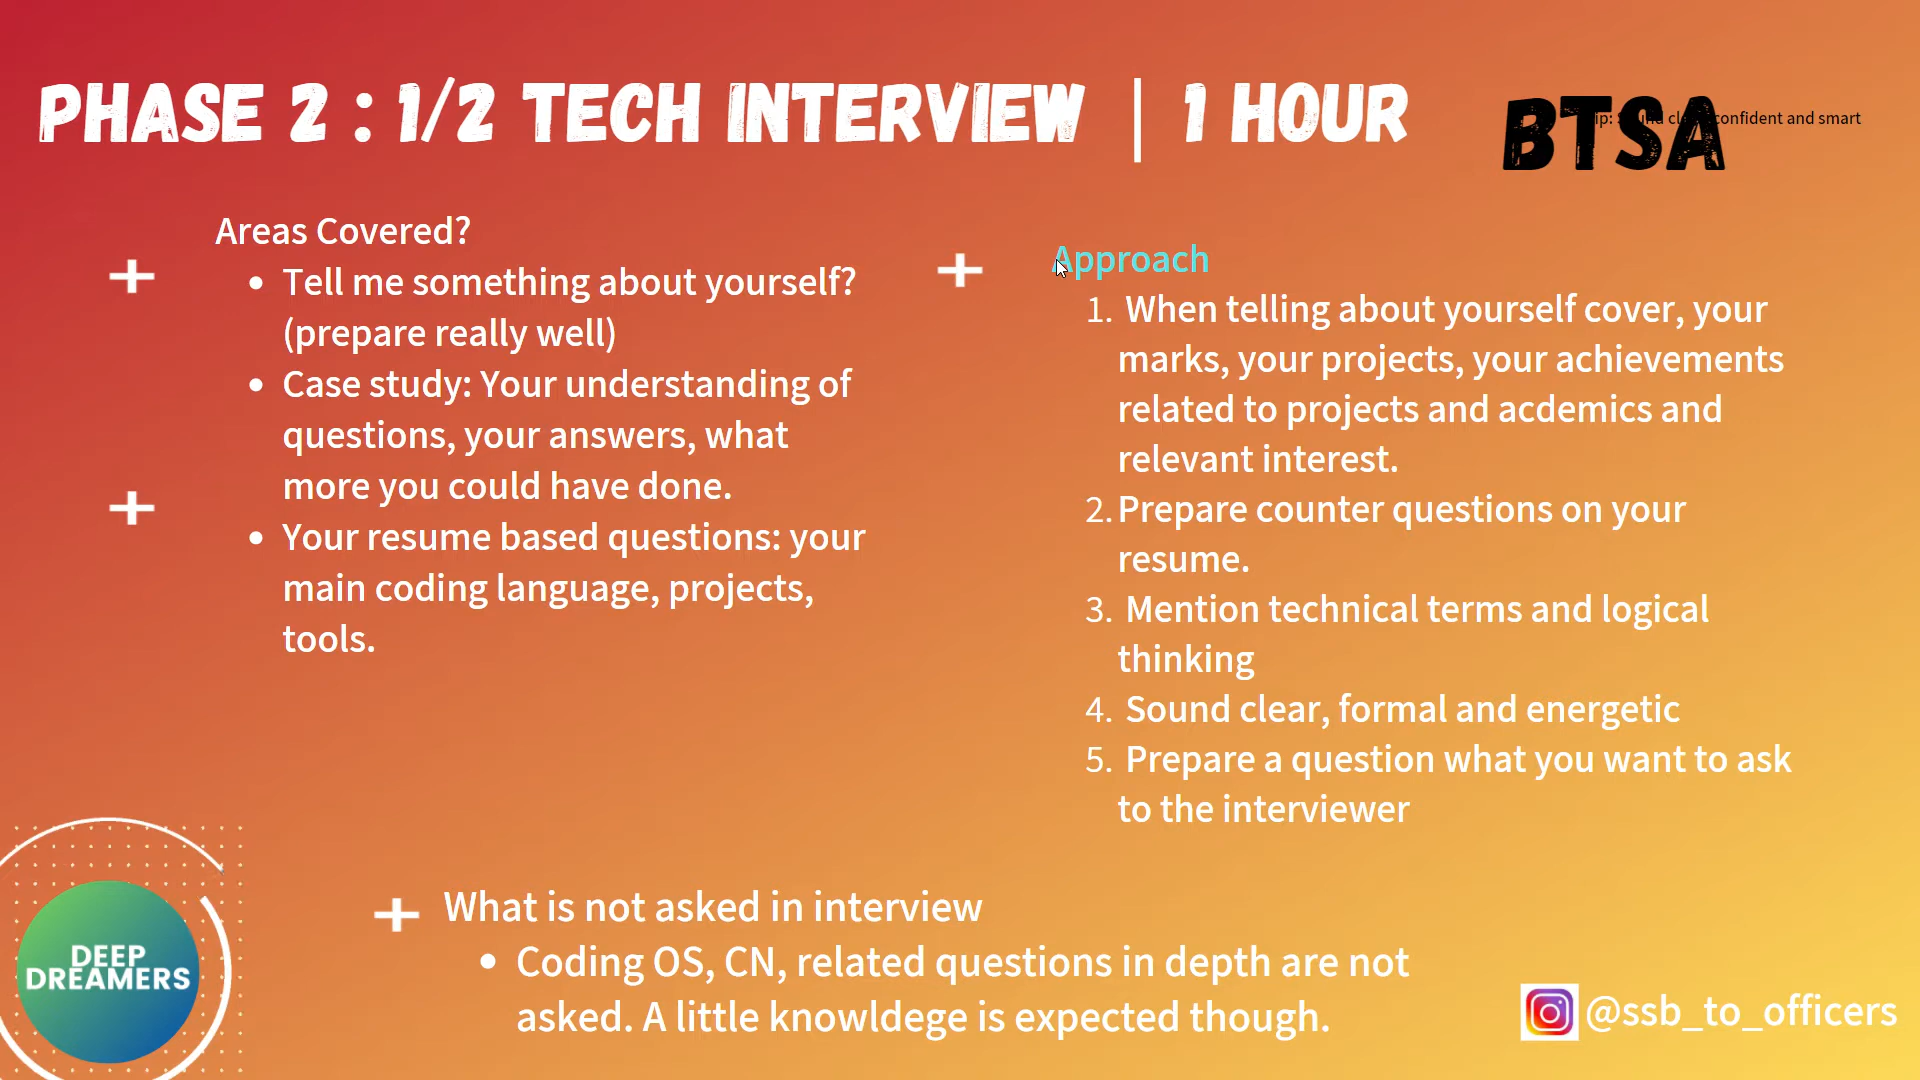 PHASE 2 : 1/2 TECH INTERVIEW | 1 HOUR
BTSA
confident and smart
Areas Covered?
• Tell me something about yourself?
(prepare really well)
• Case study: Your understanding of
questions, your answers, what
more you could have done.
• Your resume based questions: your
main coding language, projects,
tools.
Approach
1. When telling about yourself cover, your
marks, your projects, your achievements
related to projects and acdemics and
relevant interest.
2. Prepare counter questions on your
resume.
3. Mention technical terms and logical
thinking
4. Sound clear, formal and energetic
5. Prepare a question what you want to ask
to the interviewer
What is not asked in interview
• Coding OS, CN, related questions in depth are not
asked. A little knowldege is expected though.
DEEP
DREAMERS
@ssb_to_officers